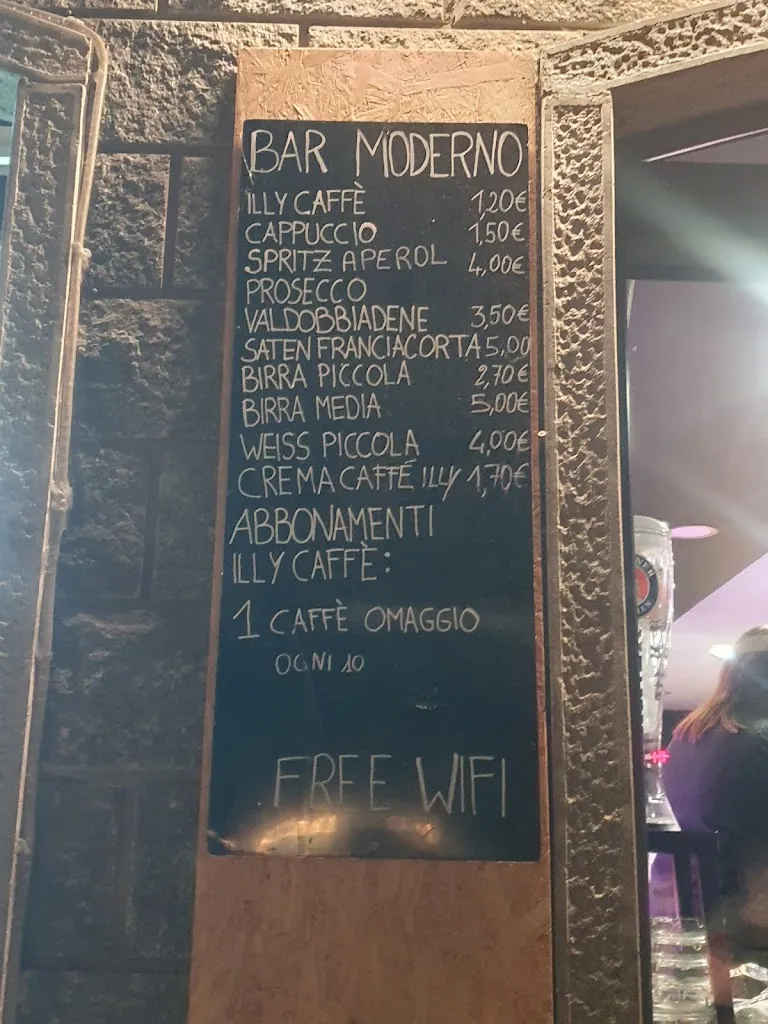 BAR MODERNO
ILLY CAFFÈ 1,20€
CAPPUCCIO 1,50€
SPRITZ APEROL 4,00€
PROSECCO
VALDOBBIADENE 3,50€
SATEN FRANCIACORTA 5,00
BIRRA PICCOLA 2,70€
BIRRA MEDIA 5,00€
WEISS PICCOLA 4,00€
CREMA CAFFÉ ILLY 1,70€
ABBONAMENTI
ILLY CAFFÈ:
1 CAFFÈ OMAGGIO
OGNI 10
FREE WIFI